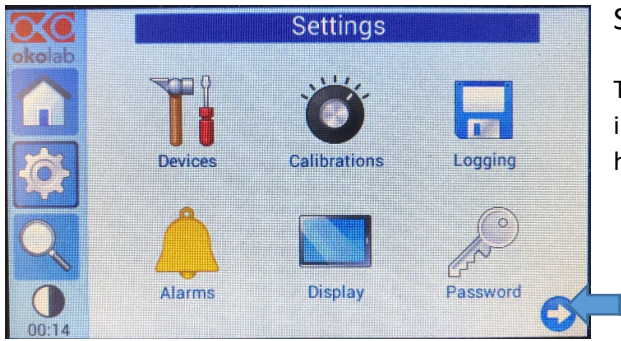 Settings
okolab
Devices
Calibrations
Logging
Alarms
Display
Password
00:14